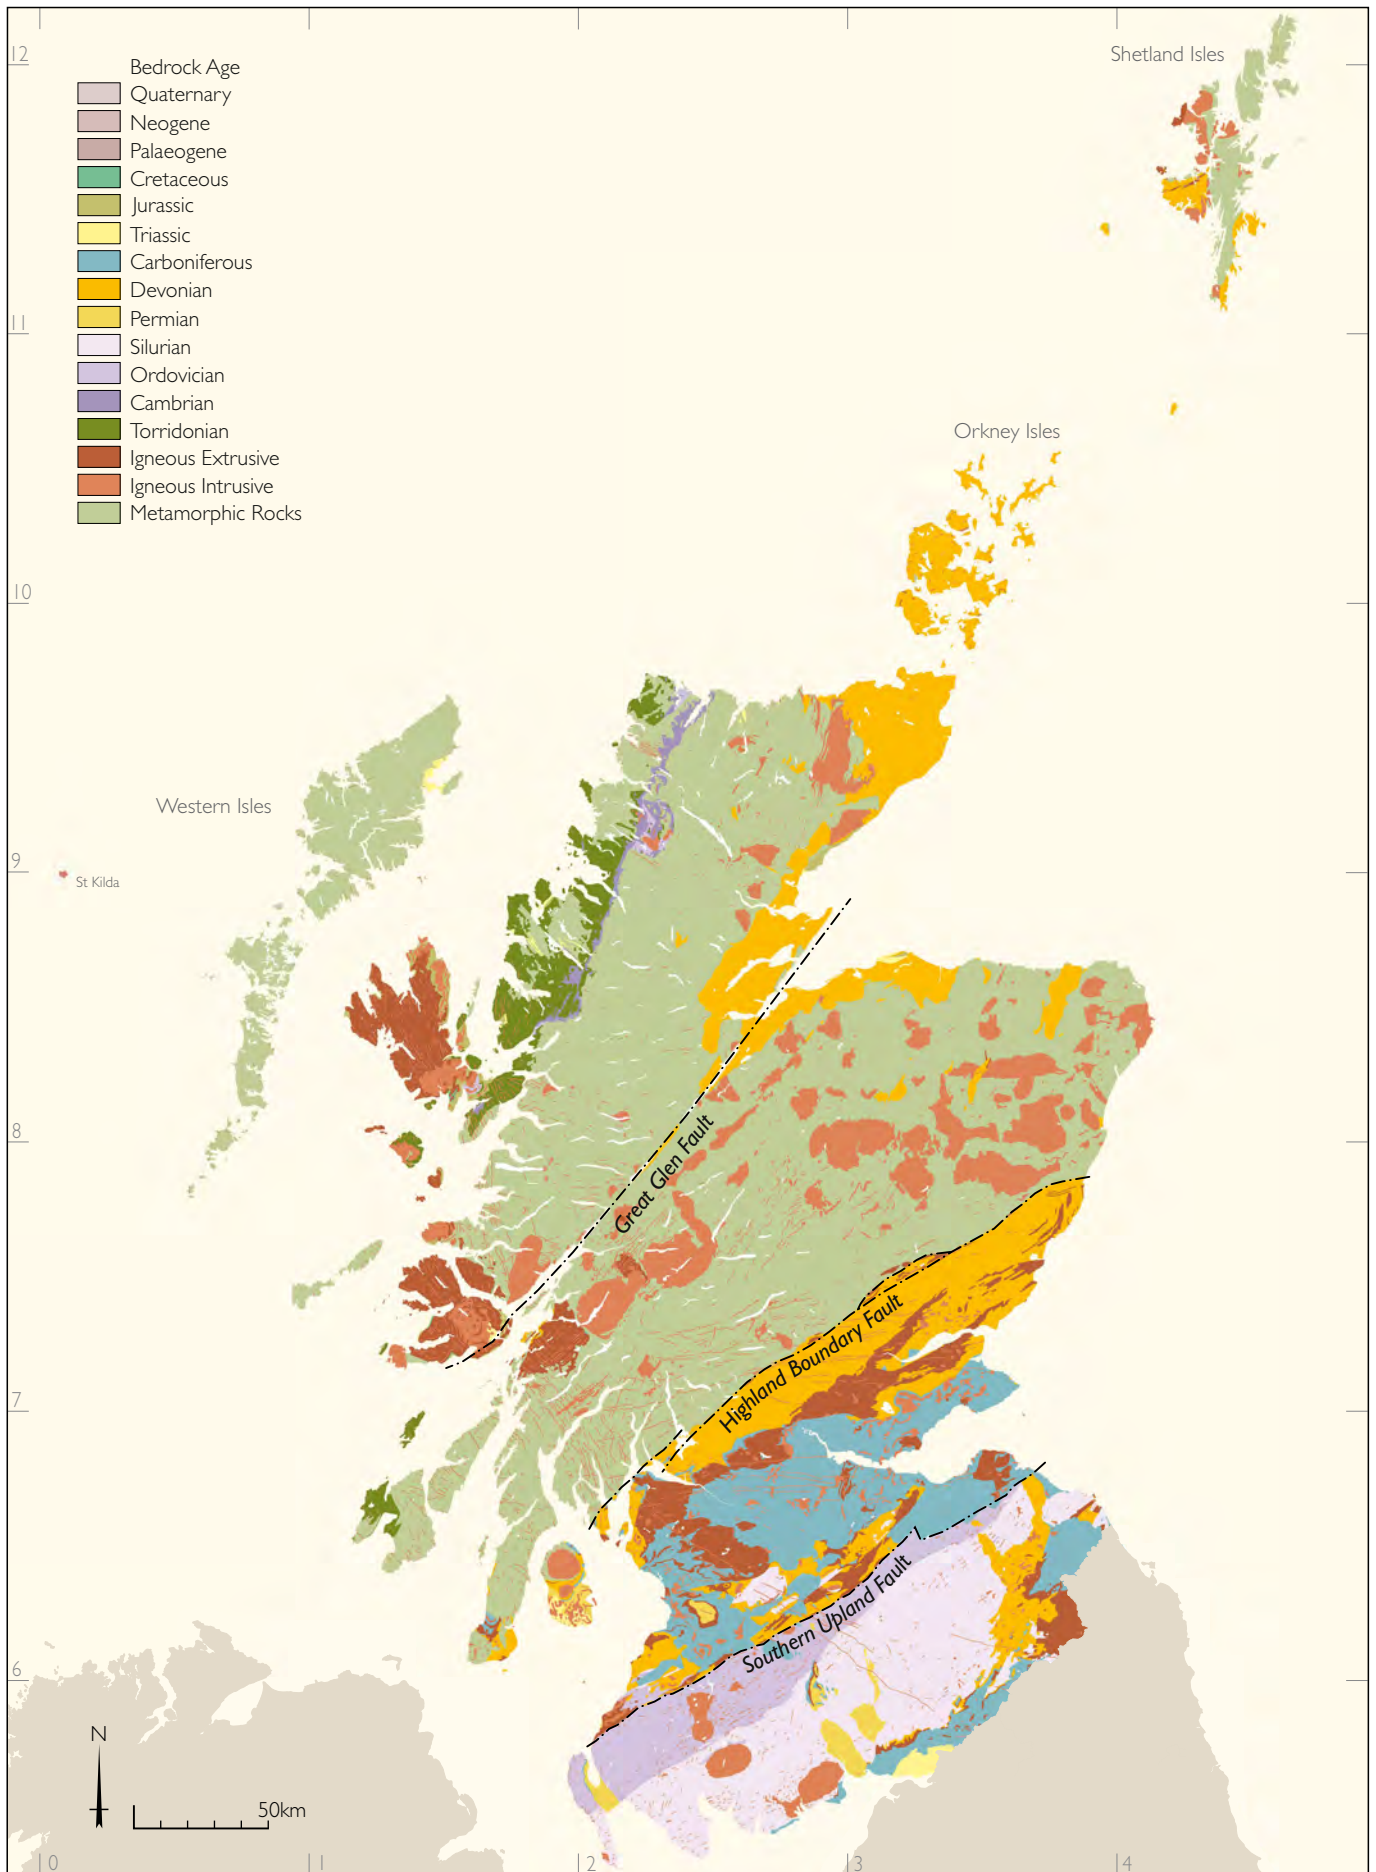 12
Shetland Isles
Bedrock Age
Quaternary
Neogene
Palaeogene
Cretaceous
Jurassic
Triassic
Carboniferous
Devonian
Permian
Silurian
Ordovician
Cambrian
Torridonian
Igneous Extrusive
Igneous Intrusive
Metamorphic Rocks
11
Orkney Isles
10
Western Isles
9
St Kilda
8
Great Glen Fault
Highland Boundary Fault
7
Southern Upland Fault
6
N
50km
0
1
2
3
4